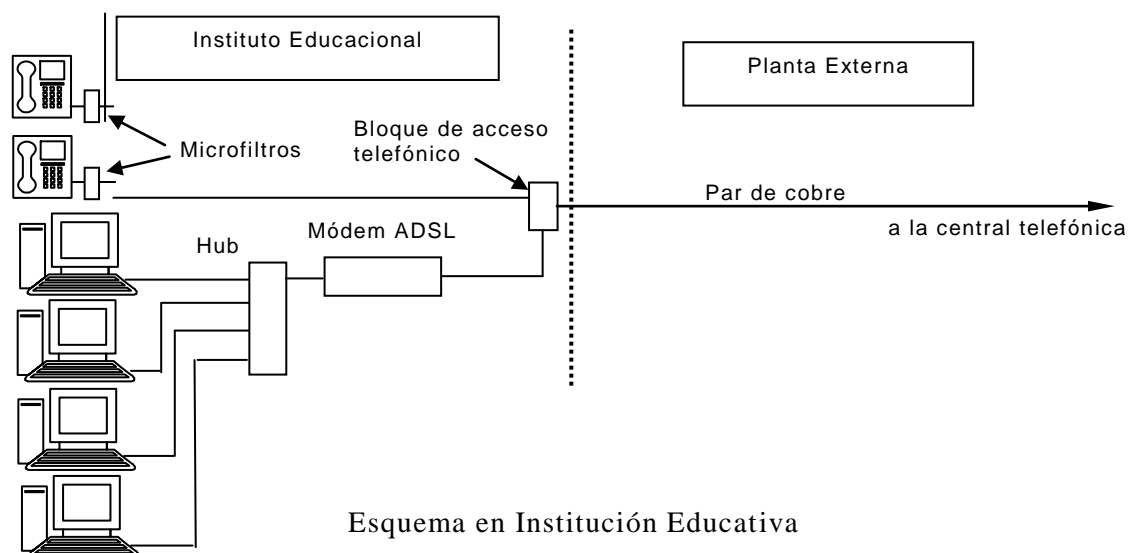 Instituto Educacional
Planta Externa
Bloque de acceso
telefónico
Microfiltros
Par de cobre
a la central telefónica
Módem ADSL
Hub
Esquema en Institución Educativa